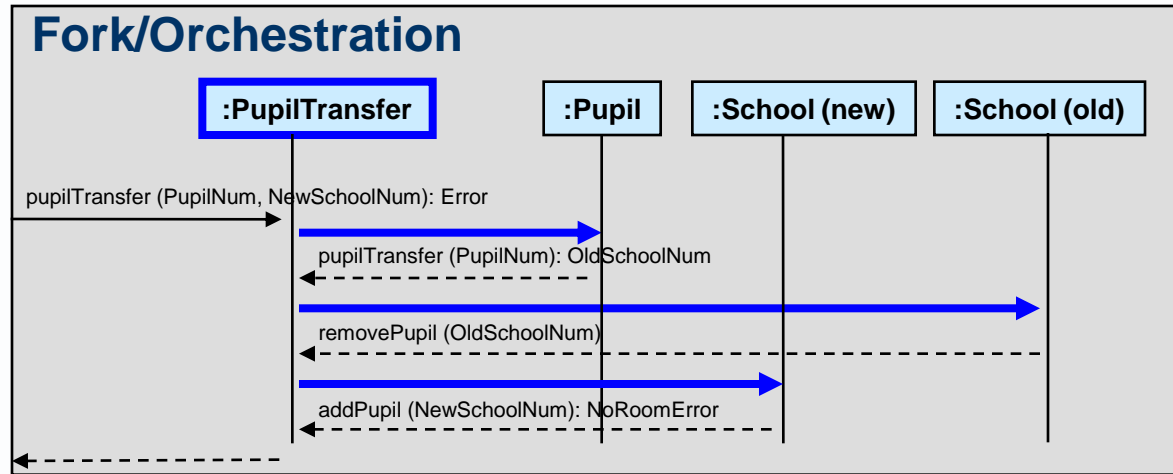 Fork/Orchestration
:PupilTransfer
:Pupil
:School (new)
:School (old)
pupilTransfer (PupilNum, NewSchoolNum): Error
pupilTransfer (PupilNum): OldSchoolNum
removePupil (OldSchoolNum)
addPupil (NewSchoolNum): NoRoomError